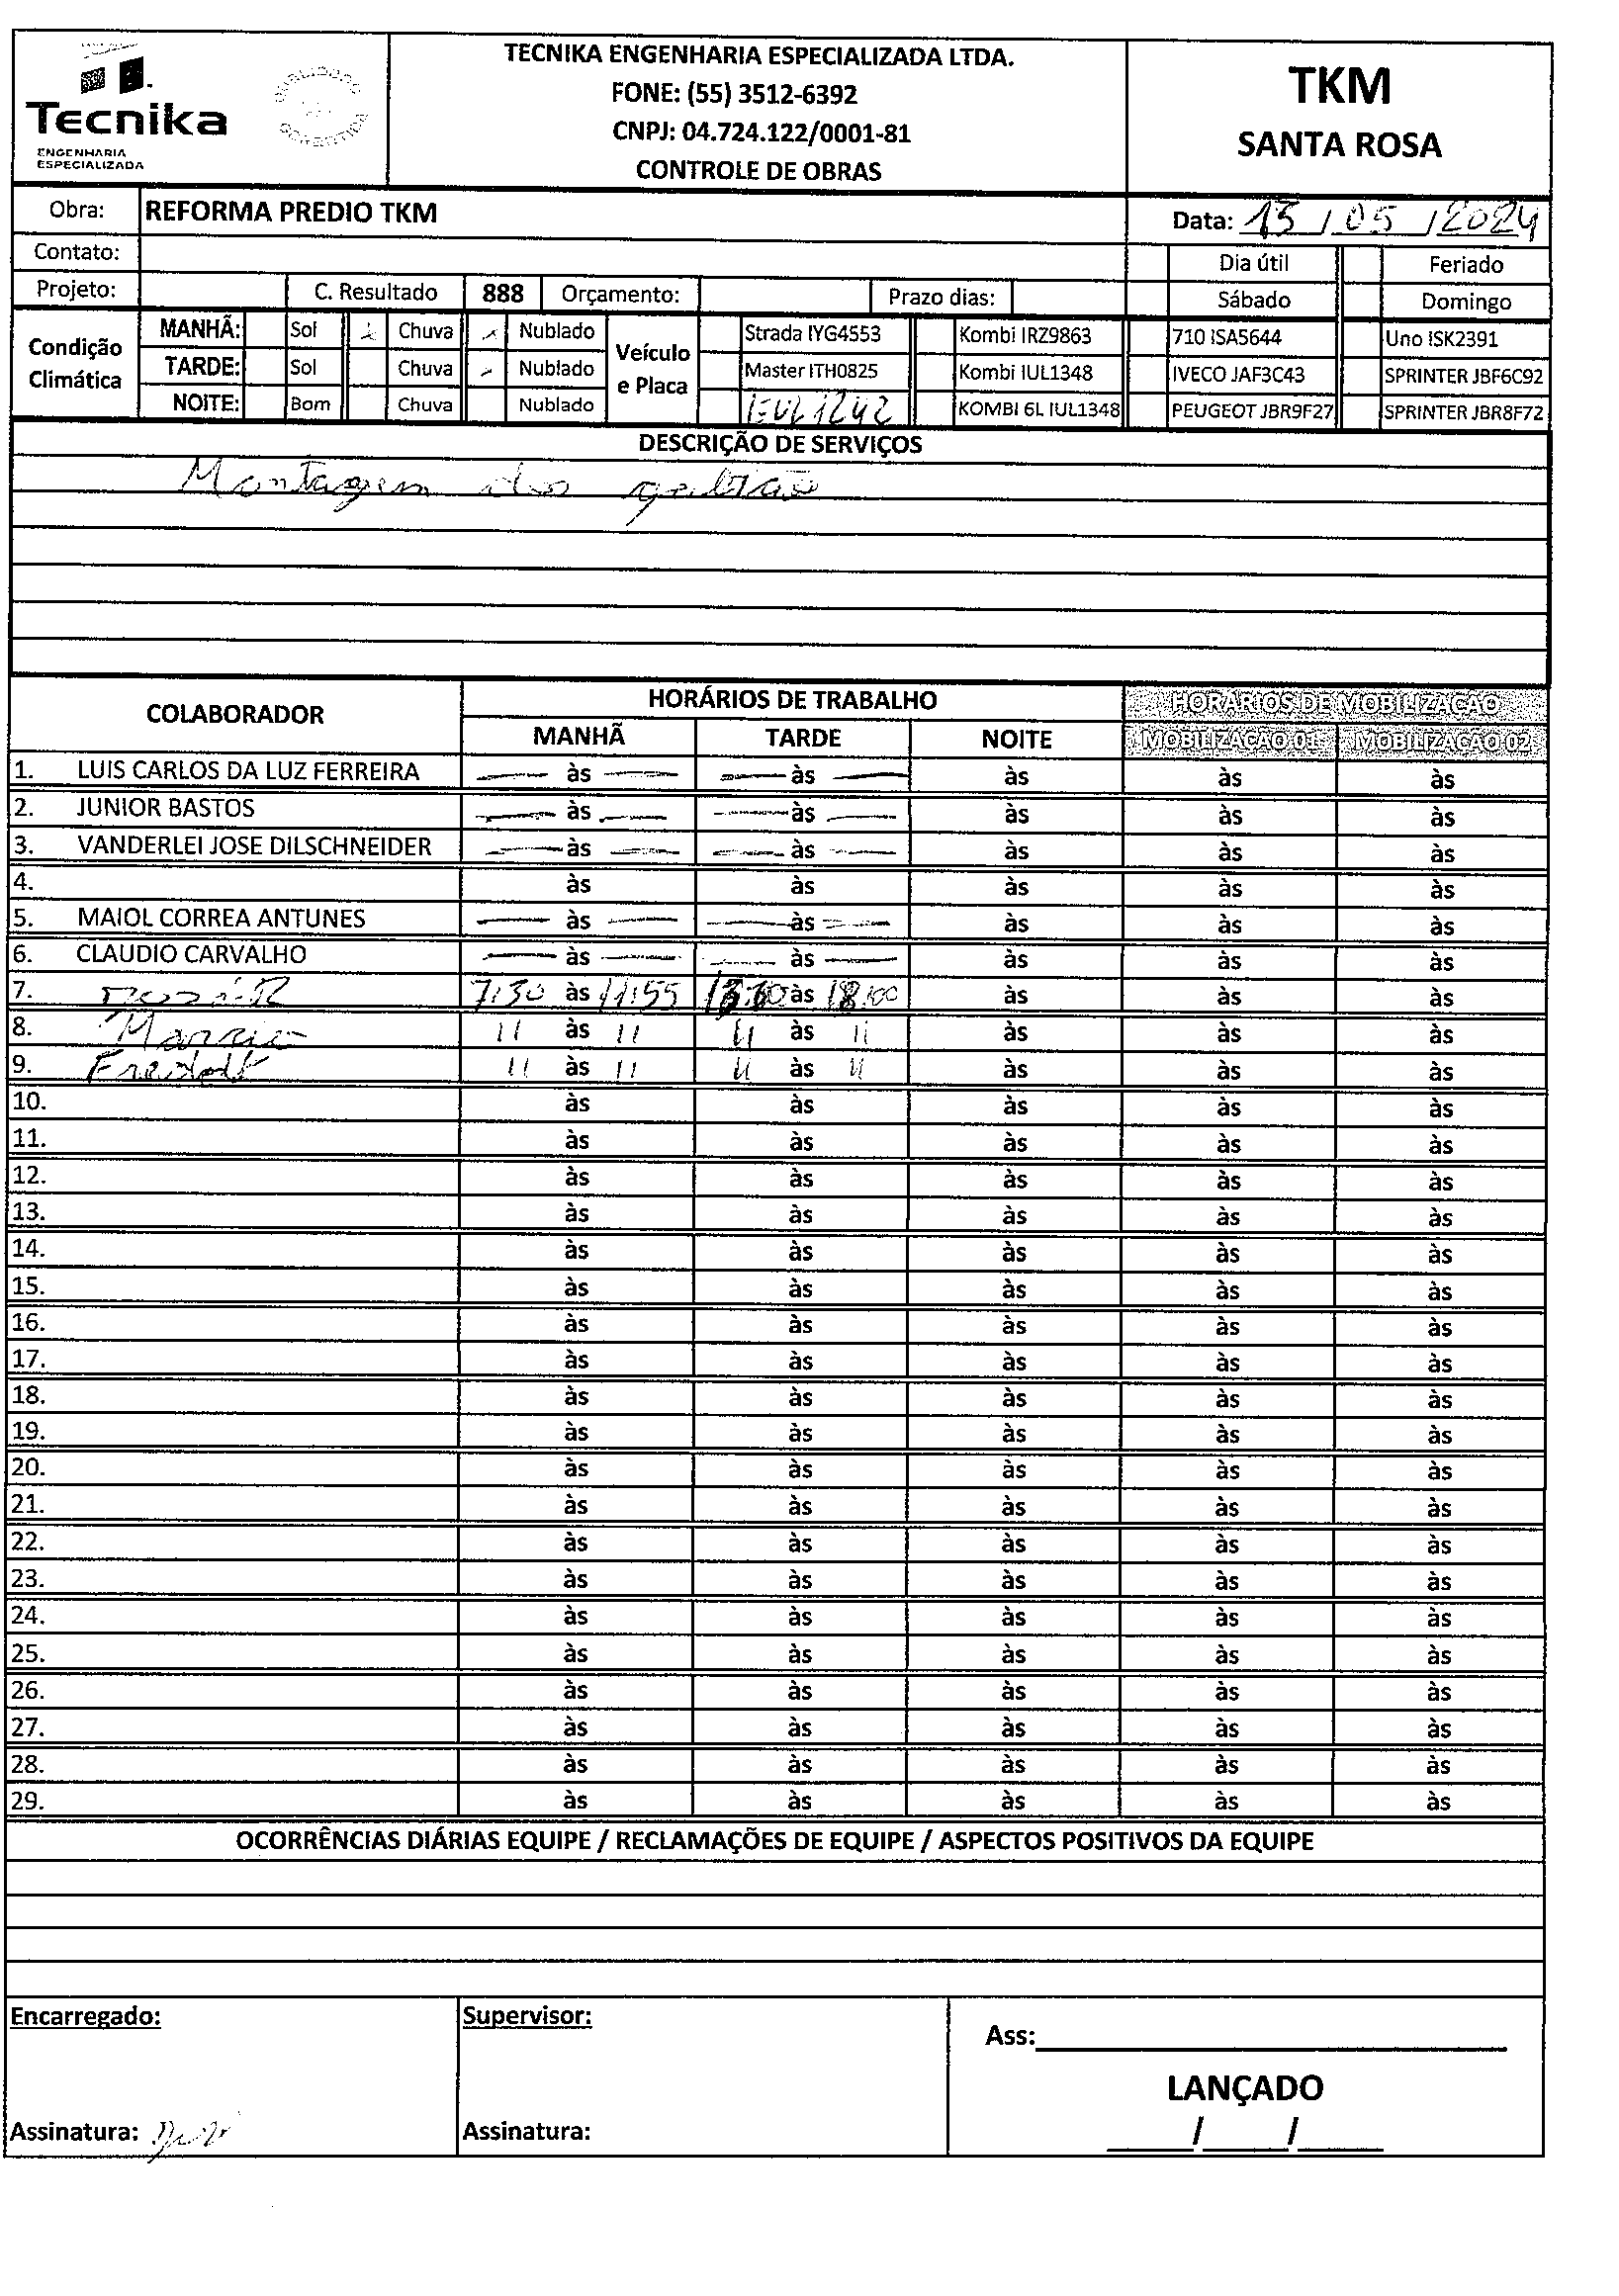 TECNIKA ENGENHARIA ESPECIALIZADA LTDA.
FONE: (55) 3512-6392
CNPJ: 04.724.122/0001-81
CONTROLE DE OBRAS
Tecnika
ENGENHARIA
ESPECIALIZADA
TKM
SANTA ROSA
Obra: REFORMA PREDIO TKM
Data: 13 / 05 / 2024
Contato:
Dia útil Feriado
Projeto: C. Resultado 888 Orçamento: Prazo dias: Sábado Domingo
Condição Climática
MANHÃ: Sol x Chuva x Nublado
TARDE: Sol Chuva Nublado
NOITE: Bom Chuva Nublado
Veículo e Placa
Strada IYG4553 Kombi IRZ9863 710 ISA5644 Uno ISK2391
Master ITH0825 Kombi IUL1348 IVECO JAF3C43 SPRINTER JBF6C92
KOMBI 6L IUL1348 PEUGEOT JBR9F27 SPRINTER JBR8F72
DESCRIÇÃO DE SERVIÇOS
Montagem dos
COLABORADOR HORÁRIOS DE TRABALHO HORÁRIOS DE MOBILIZAÇÃO
MANHÃ TARDE NOITE MOBILIZAÇÃO 01 MOBILIZAÇÃO 02
1. LUIS CARLOS DA LUZ FERREIRA — às — — às — às às às
2. JUNIOR BASTOS — às — — às — às às às
3. VANDERLEI JOSE DILSCHNEIDER — às — — às — às às às
4. às às às às às
5. MAIOL CORREA ANTUNES — às — — às — às às às
6. CLAUDIO CARVALHO — às — — às — às às às
7. 7:30 às 11:55 às 18:00 às às às
8. 11 às 11 11 às 11 às às às
9. 11 às 11 11 às 11 às às às
10. às às às às às
11. às às às às às
12. às às às às às
13. às às às às às
14. às às às às às
15. às às às às às
16. às às às às às
17. às às às às às
18. às às às às às
19. às às às às às
20. às às às às às
21. às às às às às
22. às às às às às
23. às às às às às
24. às às às às às
25. às às às às às
26. às às às às às
27. às às às às às
28. às às às às às
29. às às às às às
OCORRÊNCIAS DIÁRIAS EQUIPE / RECLAMAÇÕES DE EQUIPE / ASPECTOS POSITIVOS DA EQUIPE
Encarregado: Supervisor:
Ass:
LANÇADO
Assinatura: Assinatura:
___/___/___